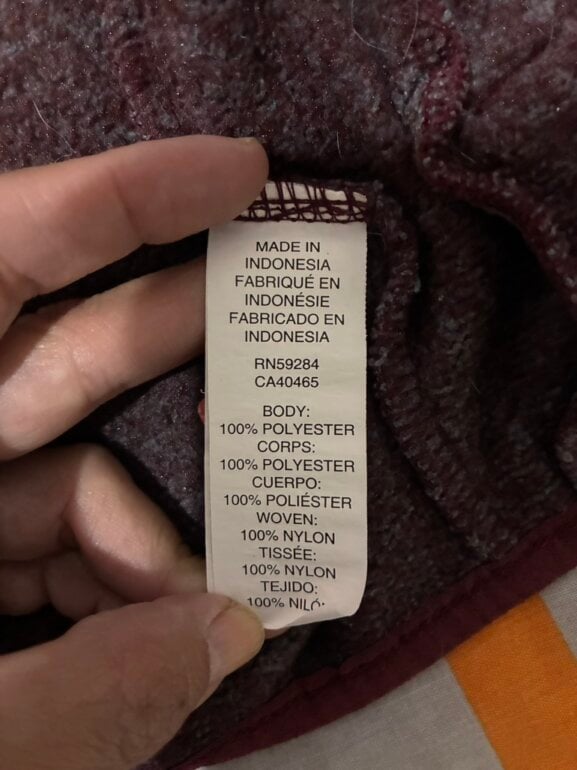 MADE IN
INDONESIA
FABRIQUÉ EN
INDONÉSIE
FABRICADO EN
INDONESIA
RN59284
CA40465
BODY:
100% POLYESTER
CORPS:
100% POLYESTER
CUERPO:
100% POLIÉSTER
WOVEN:
100% NYLON
TISSÉE:
100% NYLON
TEJIDO:
100%